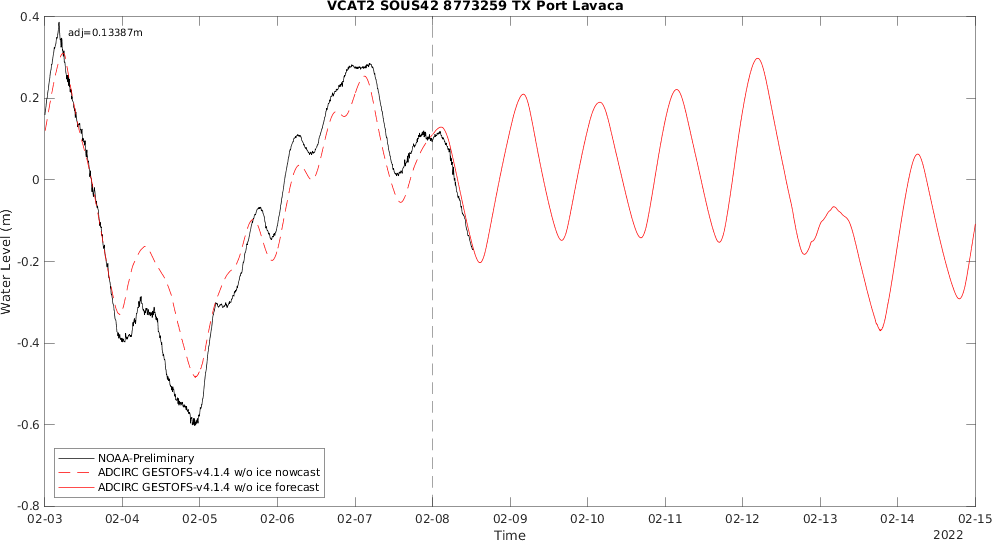 VCAT2 SOUS42 8773259 TX Port Lavaca
adj=0.13387m
0.4
0.2
0
-0.2
-0.4
-0.6
-0.8
Water Level (m)
NOAA-Preliminary
ADCIRC GESTOFS-v4.1.4 w/o ice nowcast
ADCIRC GESTOFS-v4.1.4 w/o ice forecast
02-03 02-04 02-05 02-06 02-07 02-08 02-09 02-10 02-11 02-12 02-13 02-14 02-15
Time
2022